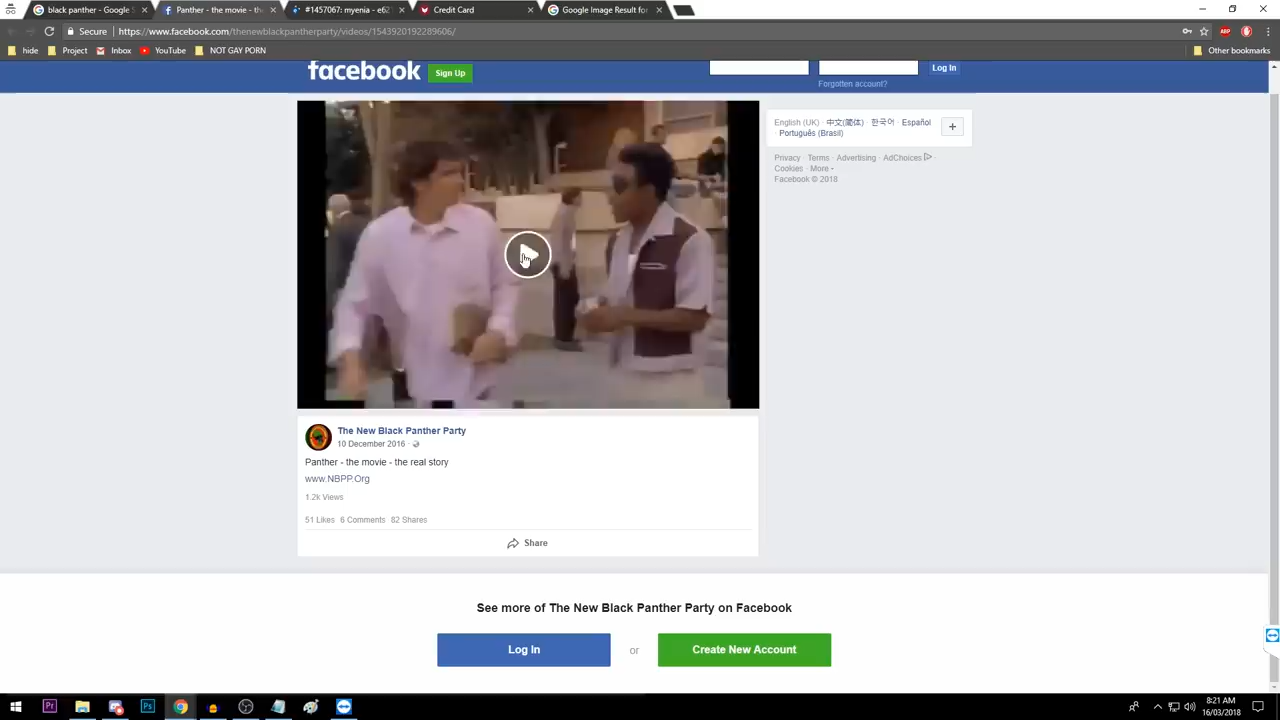 black panther - Google S
Panther - the movie - the
#1457067: myenia - e62
Credit Card
Google Image Result fo
Secure
https://www.facebook.com/thenewblackpantherparty/videos/1543920192289606/
ABP
hide
Project
Inbox
YouTube
NOT GAY PORN
Other bookmarks
facebook
Sign Up
Log In
Forgotten account?
English (UK) · 中文(简体) · 한국어 · Español
· Português (Brasil)
+
Privacy · Terms · Advertising · AdChoices ·
Cookies · More
Facebook © 2018
The New Black Panther Party
10 December 2016 ·
Panther - the movie - the real story
www.NBPP.Org
1.2k Views
51 Likes 6 Comments 82 Shares
Share
See more of The New Black Panther Party on Facebook
Log In
or
Create New Account
Pr
Ps
8:21 AM
16/03/2018